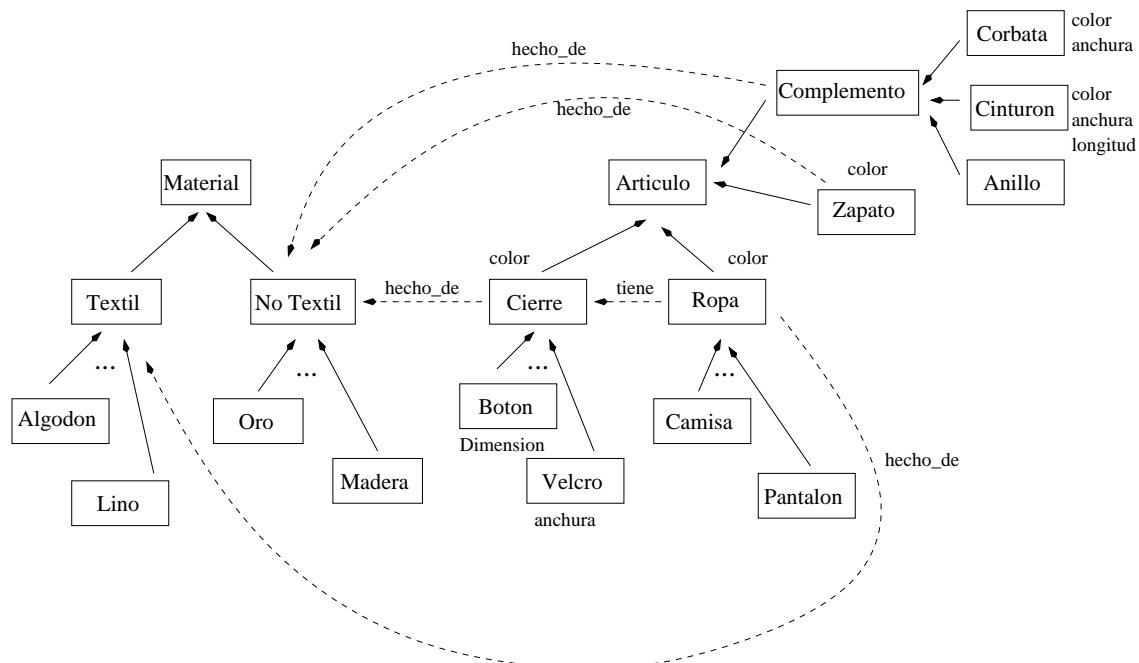 Corbata
color
anchura
hecho_de
Complemento
Cinturon
color
anchura
longitud
hecho_de
Material
Articulo
color
Zapato
Anillo
color
color
Textil
No Textil
hecho_de
Cierre
tiene
Ropa
...
...
...
...
Algodon
Oro
Boton
Camisa
Dimension
hecho_de
Lino
Madera
Velcro
Pantalon
anchura